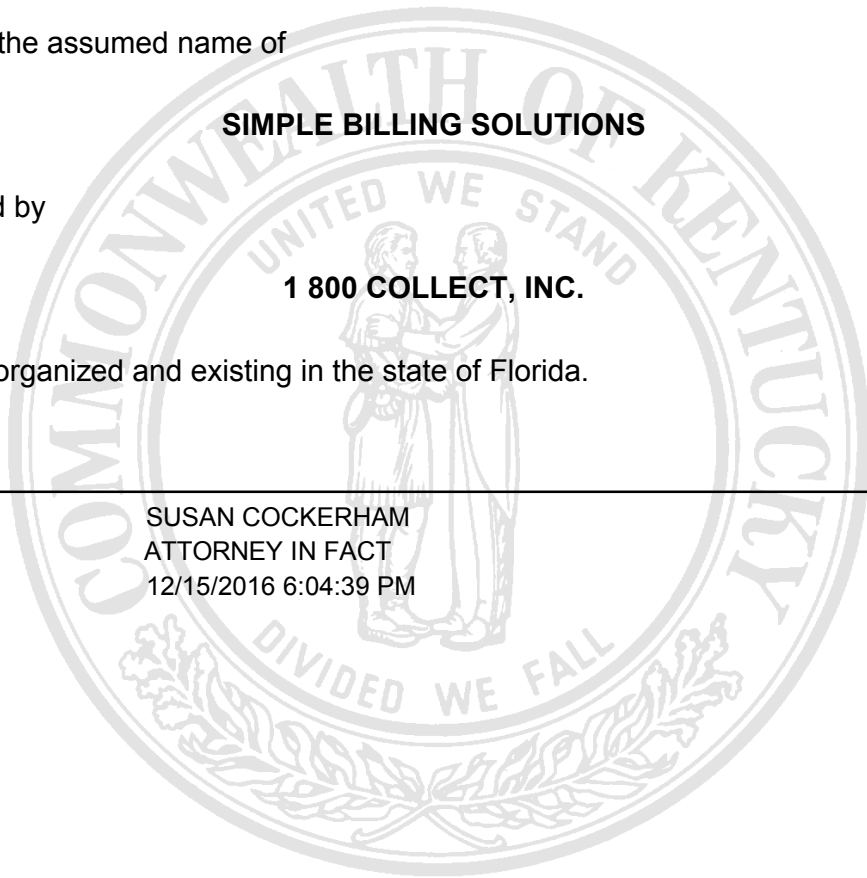 the assumed name of
SIMPLE BILLING SOLUTIONS
d by
1 800 COLLECT, INC.
organized and existing in the state of Florida.
SUSAN COCKERHAM
ATTORNEY IN FACT
12/15/2016 6:04:39 PM
COMMONWEALTH OF KENTUCKY
UNITED WE STAND
DIVIDED WE FALL